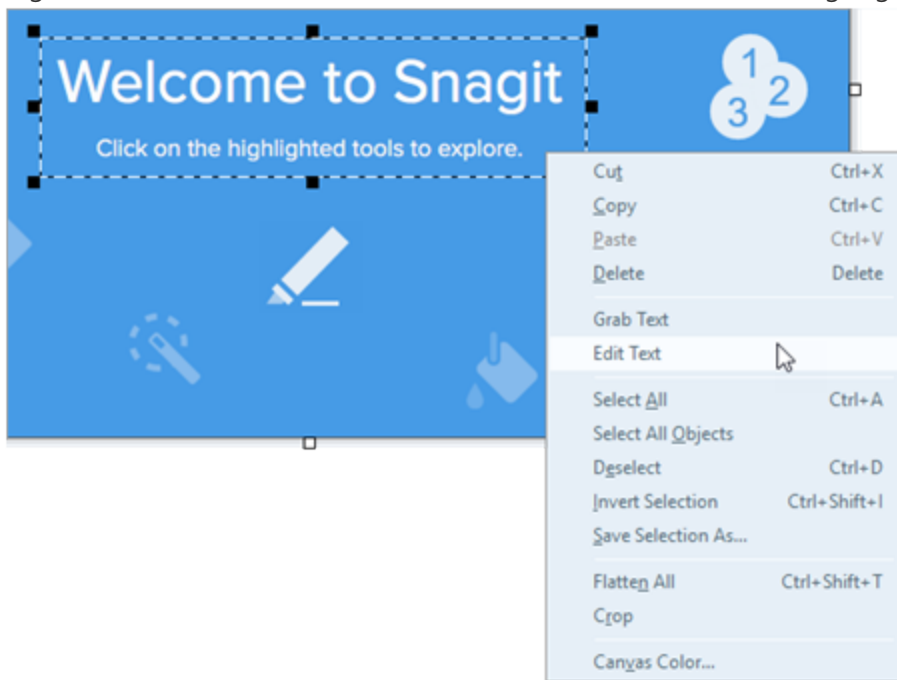 Welcome to Snagit
Click on the highlighted tools to explore.
1
2
3
Cut Ctrl+X
Copy Ctrl+C
Paste Ctrl+V
Delete Delete
Grab Text
Edit Text
Select All Ctrl+A
Select All Objects
Deselect Ctrl+D
Invert Selection Ctrl+Shift+I
Save Selection As...
Flatten All Ctrl+Shift+T
Crop
Canvas Color...